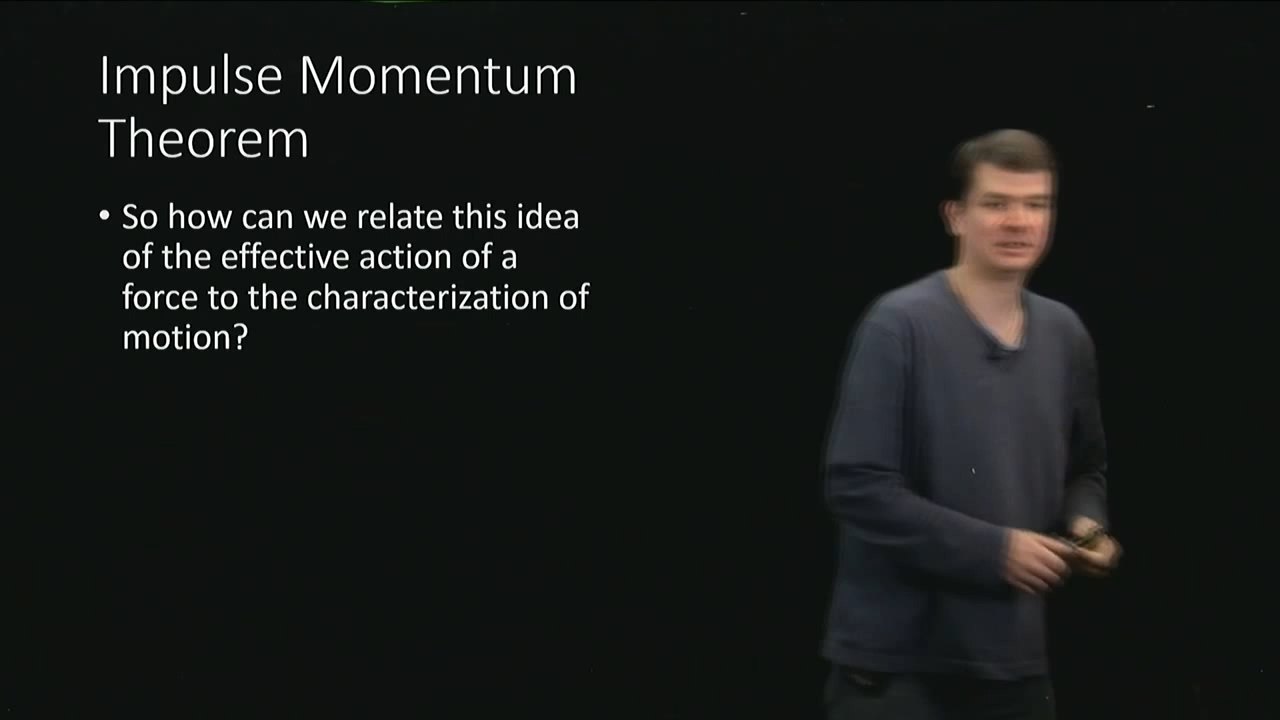 Impulse Momentum
Theorem
• So how can we relate this idea
of the effective action of a
force to the characterization of
motion?